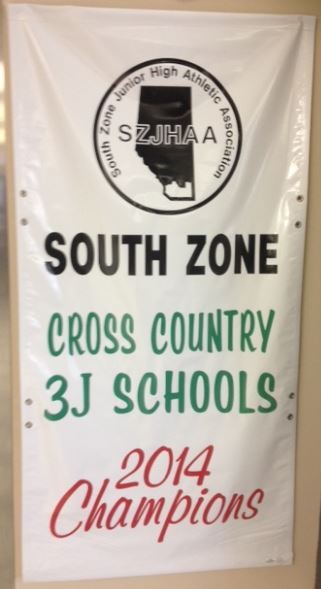 South Zone Junior High Athletic Association
SZJHAA
SOUTH ZONE
CROSS COUNTRY
3J SCHOOLS
2014
Champions